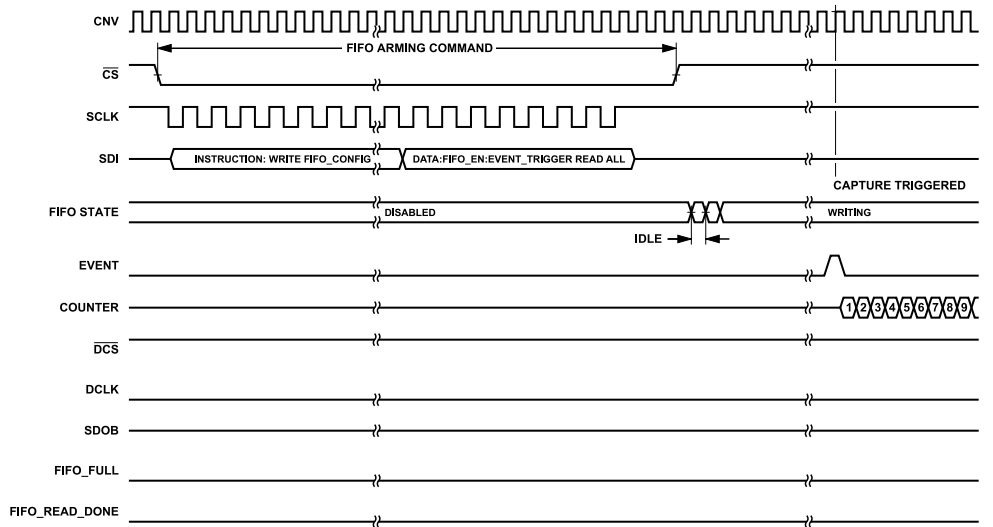 CNV
FIFO ARMING COMMAND
CS
SCLK
SDI INSTRUCTION: WRITE FIFO_CONFIG DATA:FIFO_EN:EVENT_TRIGGER READ ALL
CAPTURE TRIGGERED
FIFO STATE DISABLED WRITING
IDLE
EVENT
COUNTER 1 2 3 4 5 6 7 8 9
DCS
DCLK
SDOB
FIFO_FULL
FIFO_READ_DONE